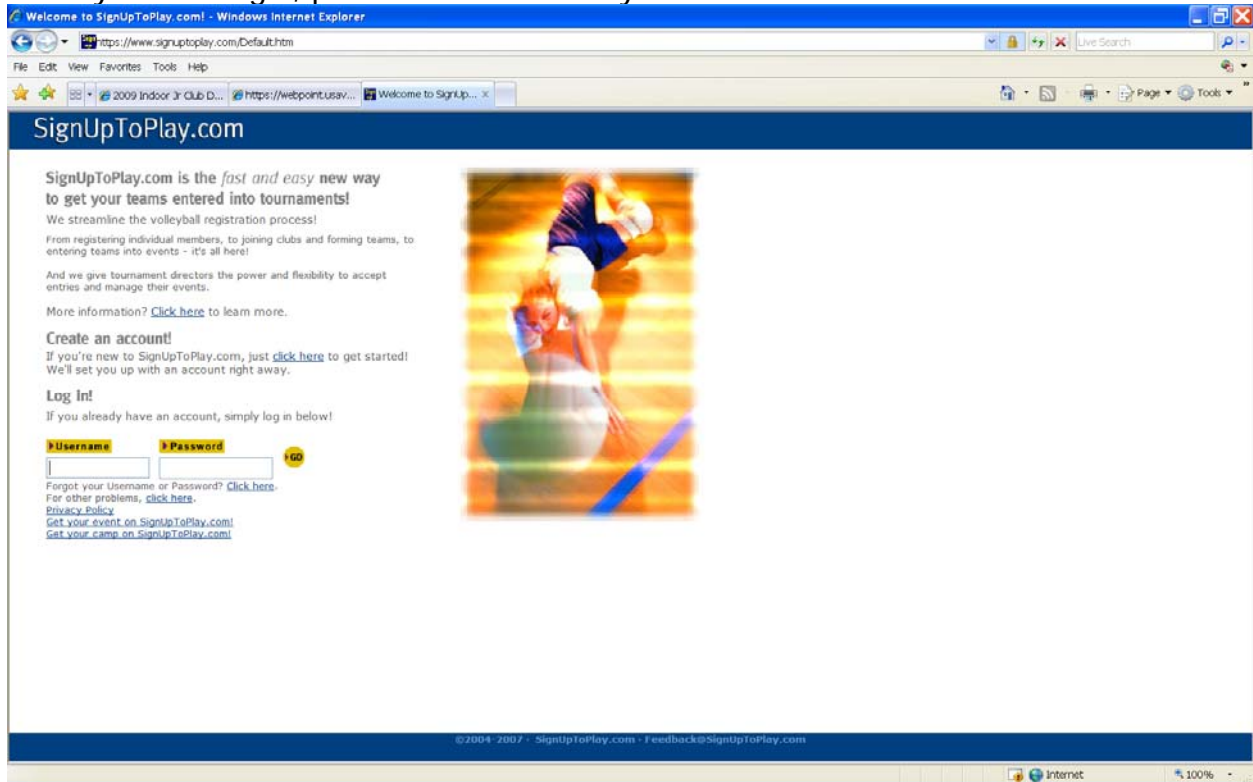 Welcome to SignUpToPlay.com! - Windows Internet Explorer
https://www.signuptoplay.com/Default.htm
Live Search
File Edit View Favorites Tools Help
2009 Indoor Jr Club D... https://webpoint.usav... Welcome to SignUp...
Page Tools
SignUpToPlay.com
SignUpToPlay.com is the fast and easy new way
to get your teams entered into tournaments!
We streamline the volleyball registration process!
From registering individual members, to joining clubs and forming teams, to
entering teams into events - it's all here!
And we give tournament directors the power and flexibility to accept
entries and manage their events.
More information? Click here to learn more.
Create an account!
If you're new to SignUpToPlay.com, just click here to get started!
We'll set you up with an account right away.
Log In!
If you already have an account, simply log in below!
Username Password
GO
Forgot your Username or Password? Click here.
For other problems, click here.
Privacy Policy
Get your event on SignUpToPlay.com!
Get your camp on SignUpToPlay.com!
©2004-2007 - SignUpToPlay.com - Feedback@SignUpToPlay.com
Internet 100%